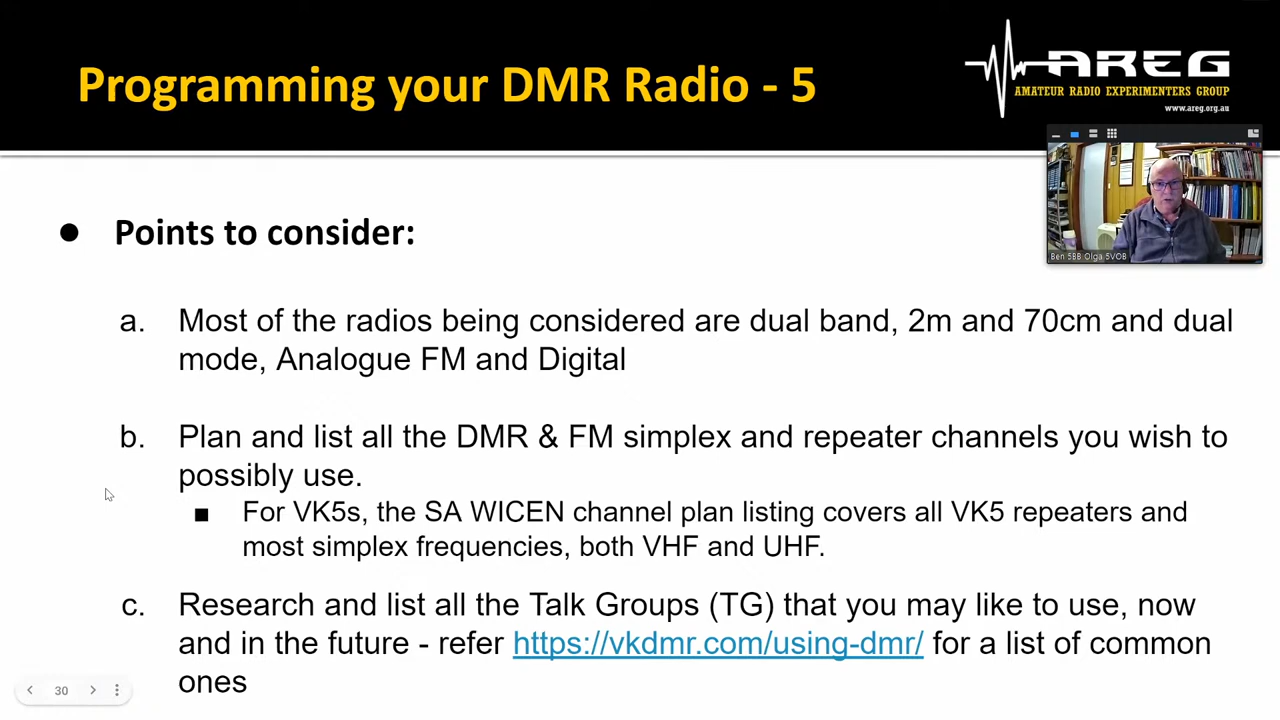 Programming your DMR Radio - 5
AREG
AMATEUR RADIO EXPERIMENTERS GROUP
www.areg.org.au
Ben 5BB Olga 5VOB
● Points to consider:
a. Most of the radios being considered are dual band, 2m and 70cm and dual
mode, Analogue FM and Digital
b. Plan and list all the DMR & FM simplex and repeater channels you wish to
possibly use.
■ For VK5s, the SA WICEN channel plan listing covers all VK5 repeaters and
most simplex frequencies, both VHF and UHF.
c. Research and list all the Talk Groups (TG) that you may like to use, now
and in the future - refer https://vkdmr.com/using-dmr/ for a list of common
ones
30